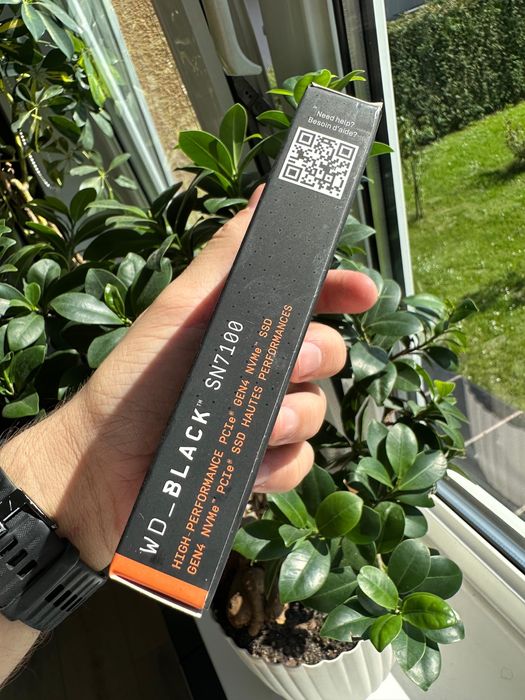 Need help?
Besoin d'aide?
WD_BLACK™ SN7100
HIGH-PERFORMANCE PCIe® GEN4 NVMe™ SSD
GEN4 NVMe™ PCIe® SSD HAUTES PERFORMANCES